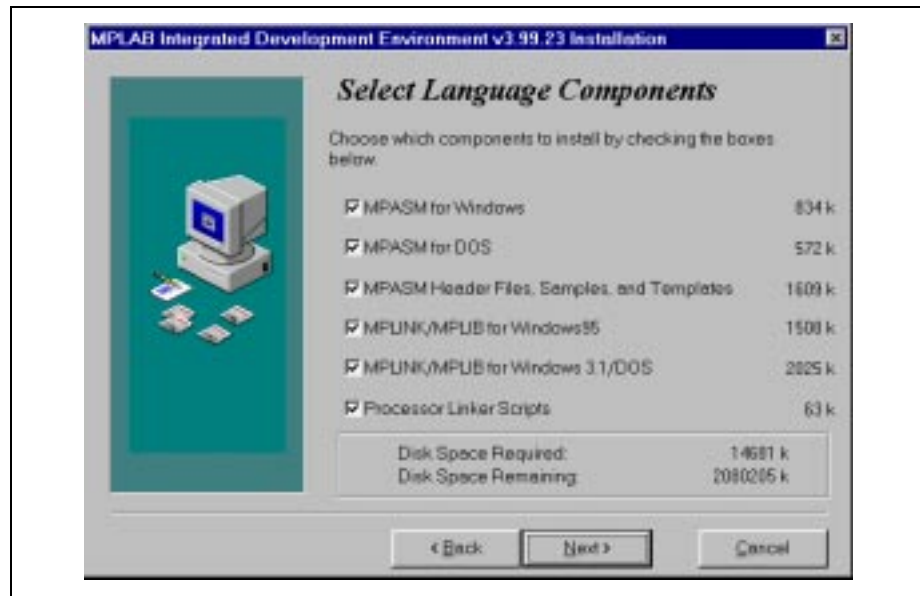 MPLAB Integrated Development Environment v3.99.23 Installation
Select Language Components
Choose which components to install by checking the boxes
below.
MPASM for Windows 834 k
MPASM for DOS 572 k
MPASM Header Files, Samples, and Templates 1609 k
MPLINK/MPLIB for Windows95 1508 k
MPLINK/MPLIB for Windows 3.1/DOS 2025 k
Processor Linker Scripts 63 k
Disk Space Required: 14681 k
Disk Space Remaining: 2080205 k
< Back Next > Cancel